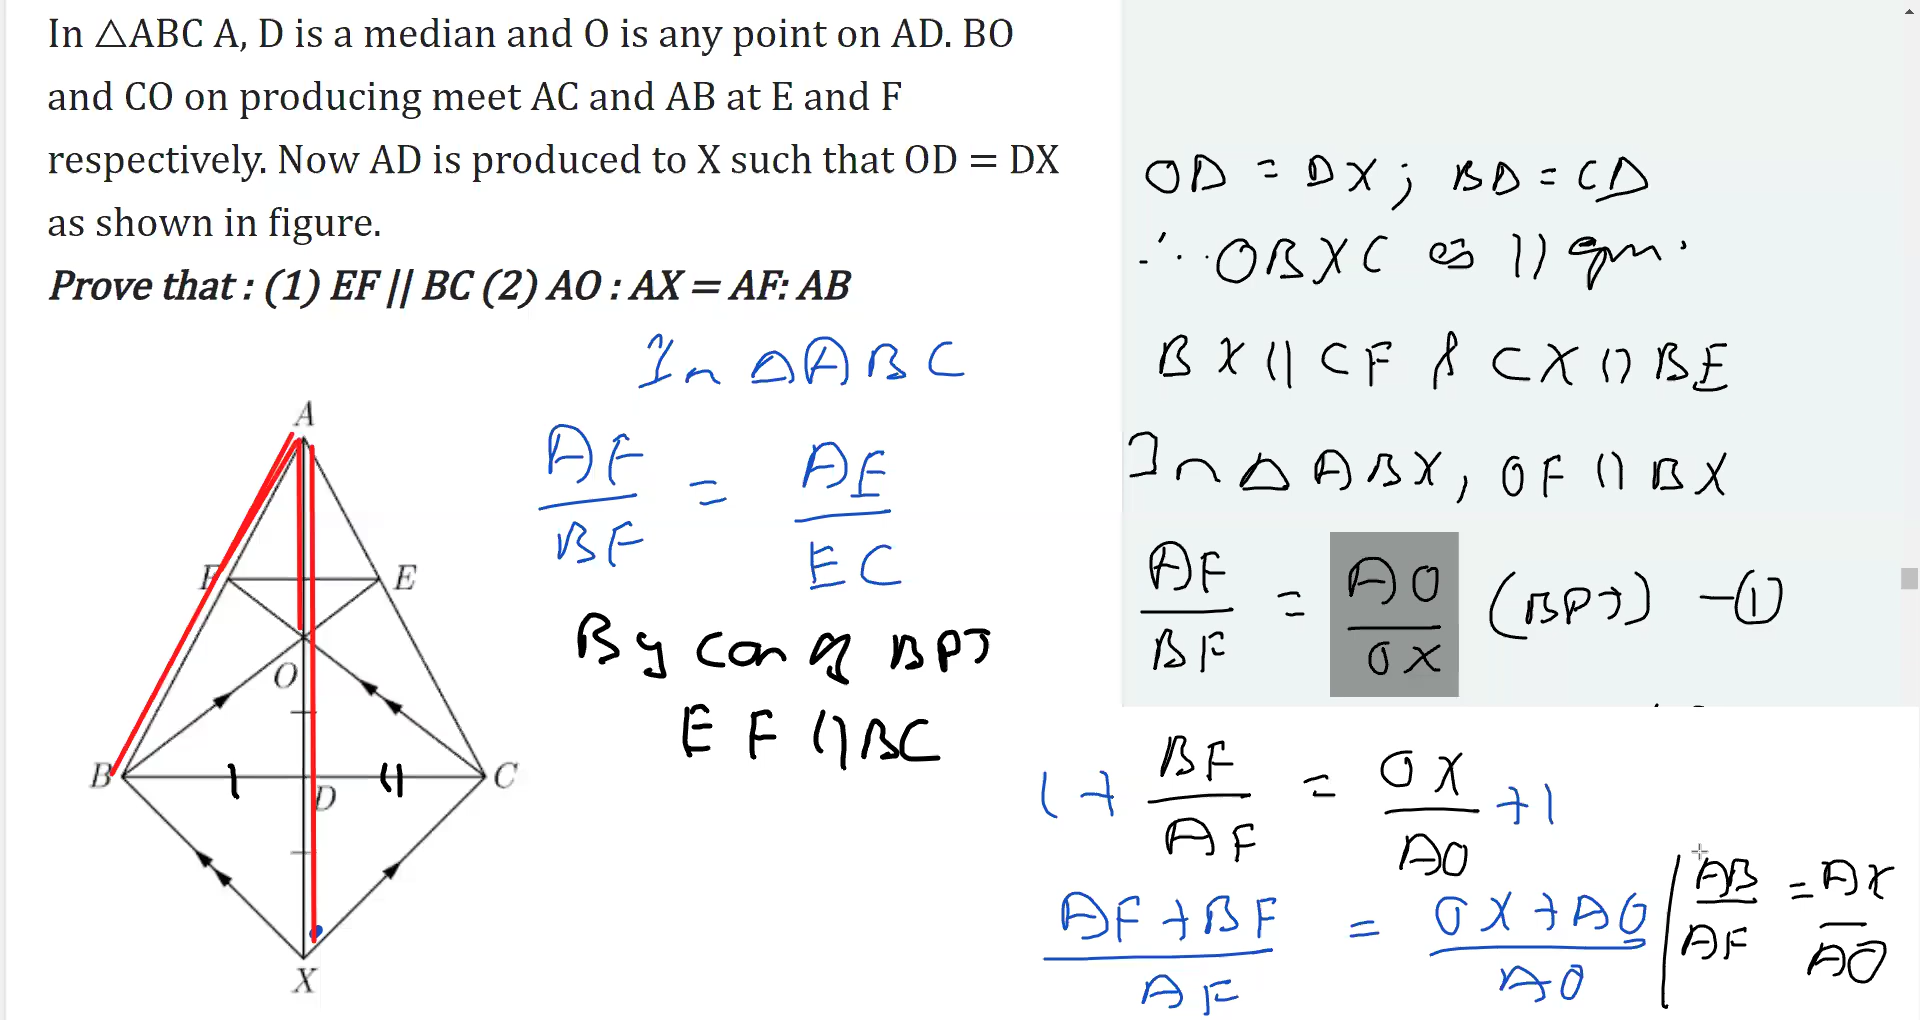 In △ABC A, D is a median and O is any point on AD. BO
and CO on producing meet AC and AB at E and F
respectively. Now AD is produced to X such that OD = DX
as shown in figure.
Prove that : (1) EF || BC (2) AO : AX = AF: AB
In △ABC
AF/BF = AE/EC
By con of BPT
EF || BC
A
F
E
O
B
D
C
X
OD = DX ; BD = CD
∴ OBXC is || gm.
BX || CF & CX || BE
In △ABX, OF || BX
AF/BF = AO/OX (BPT) -①
1+ BF/AF = OX/AO +1
AF+BF/AF = OX+AO/AO
AB/AF = AX/AO